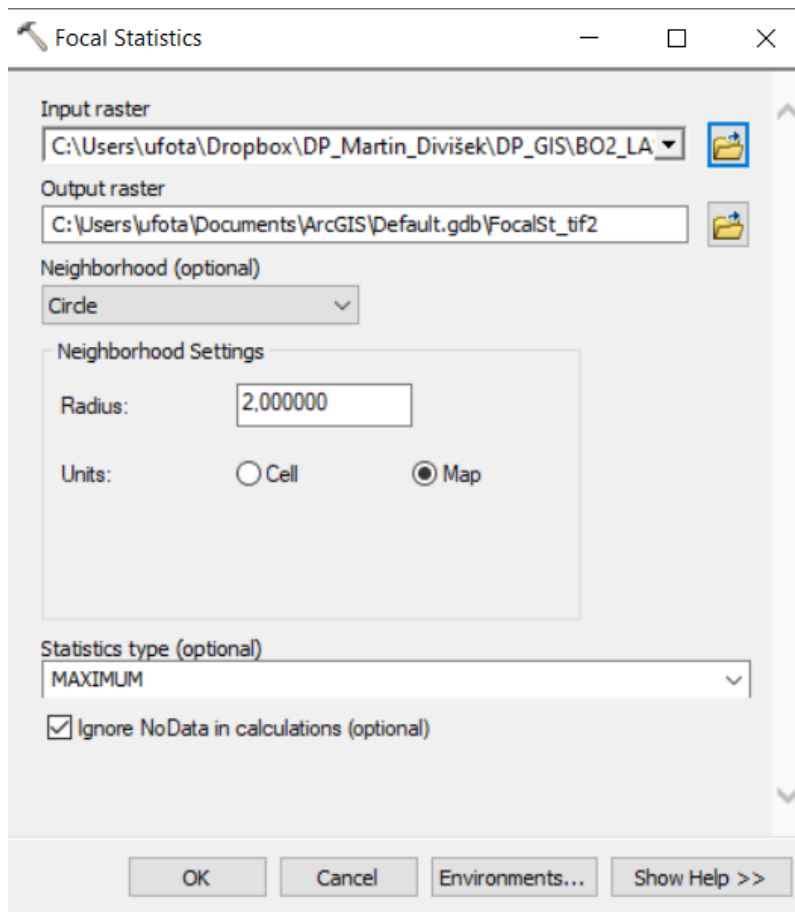 Focal Statistics
Input raster
C:\Users\ufota\Dropbox\DP_Martin_Divišek\DP_GIS\BO2_LA
Output raster
C:\Users\ufota\Documents\ArcGIS\Default.gdb\FocalSt_tif2
Neighborhood (optional)
Circle
Neighborhood Settings
Radius: 2,000000
Units: Cell Map
Statistics type (optional)
MAXIMUM
Ignore NoData in calculations (optional)
OK Cancel Environments... Show Help >>